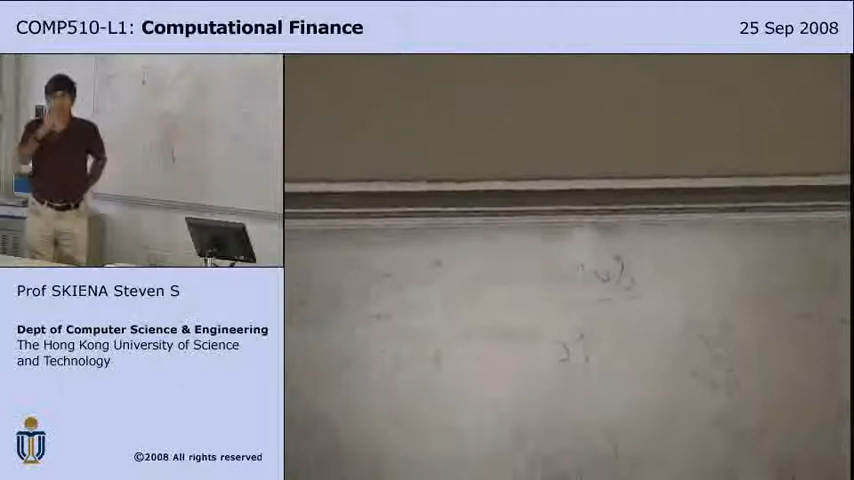 COMP510-L1: Computational Finance
25 Sep 2008
Prof SKIENA Steven S
Dept of Computer Science & Engineering
The Hong Kong University of Science
and Technology
©2008 All rights reserved